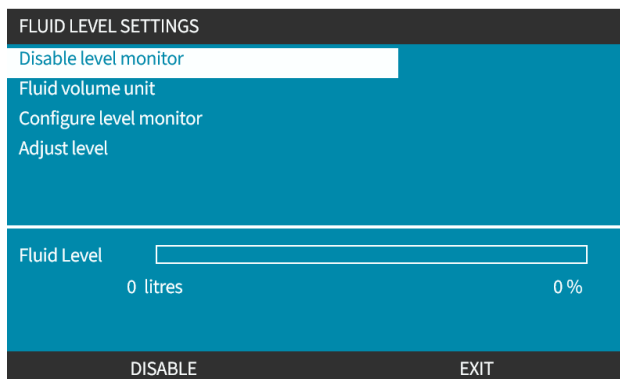 FLUID LEVEL SETTINGS
Disable level monitor
Fluid volume unit
Configure level monitor
Adjust level
Fluid Level
0 litres 0 %
DISABLE EXIT